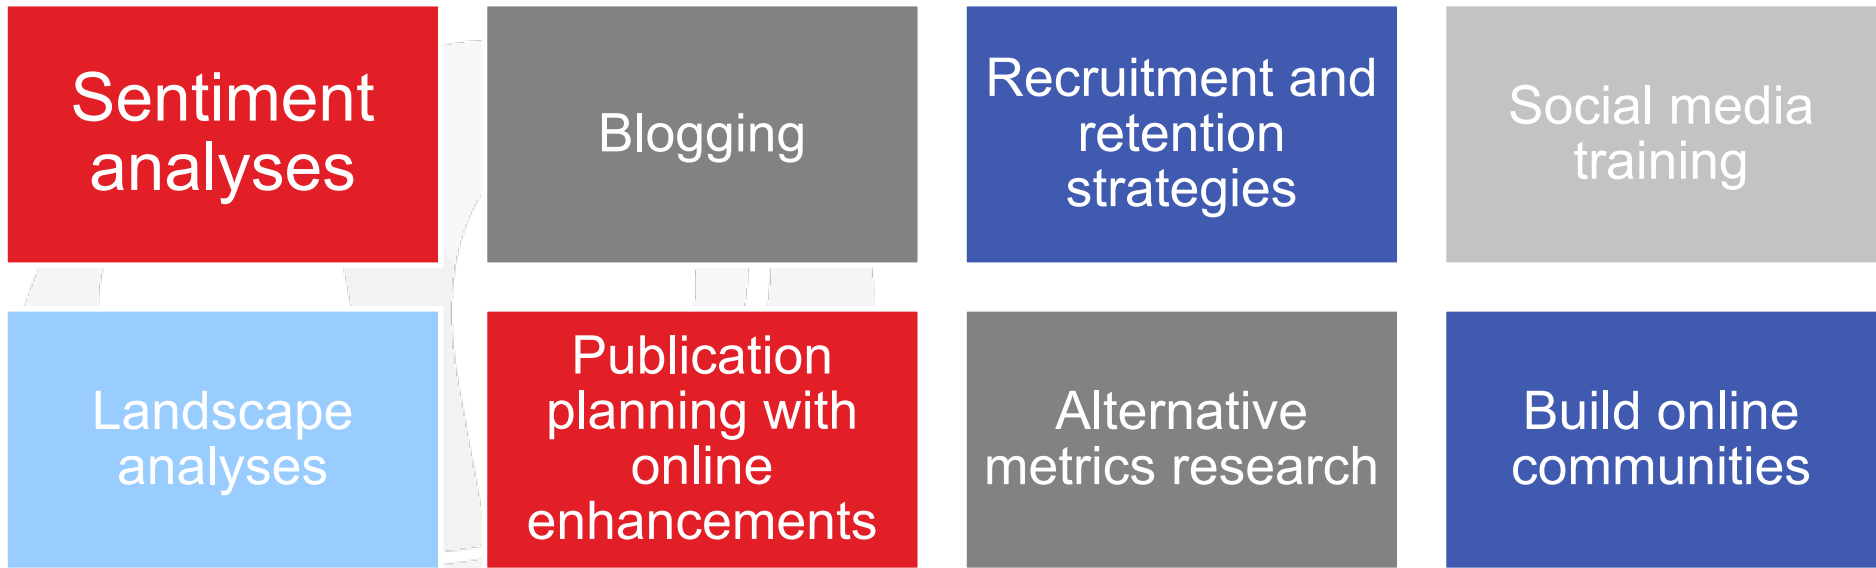 Sentiment
analyses
Blogging
Recruitment and
retention
strategies
Social media
training
Landscape
analyses
Publication
planning with
online
enhancements
Alternative
metrics research
Build online
communities